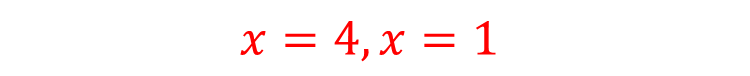 x = 4, x = 1